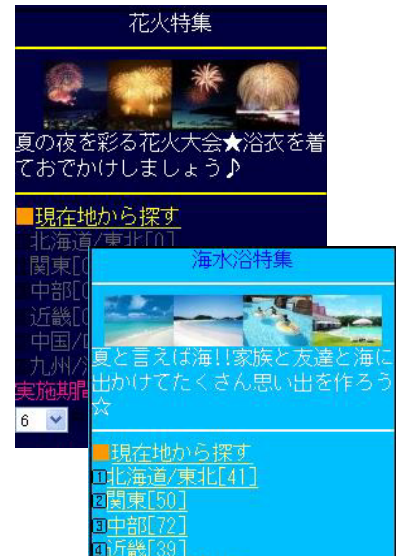 花火特集
夏の夜を彩る花火大会★浴衣を着
ておでかけしましょう♪
■現在地から探す
北海道/東北[0]
関東[
中部[
近畿[
中国/
九州/
実施期間
6
海水浴特集
夏と言えば海!!家族と友達と海に
出かけてたくさん思い出を作ろう
☆
■現在地から探す
1北海道/東北[41]
2関東[50]
3中部[72]
4近畿[39]